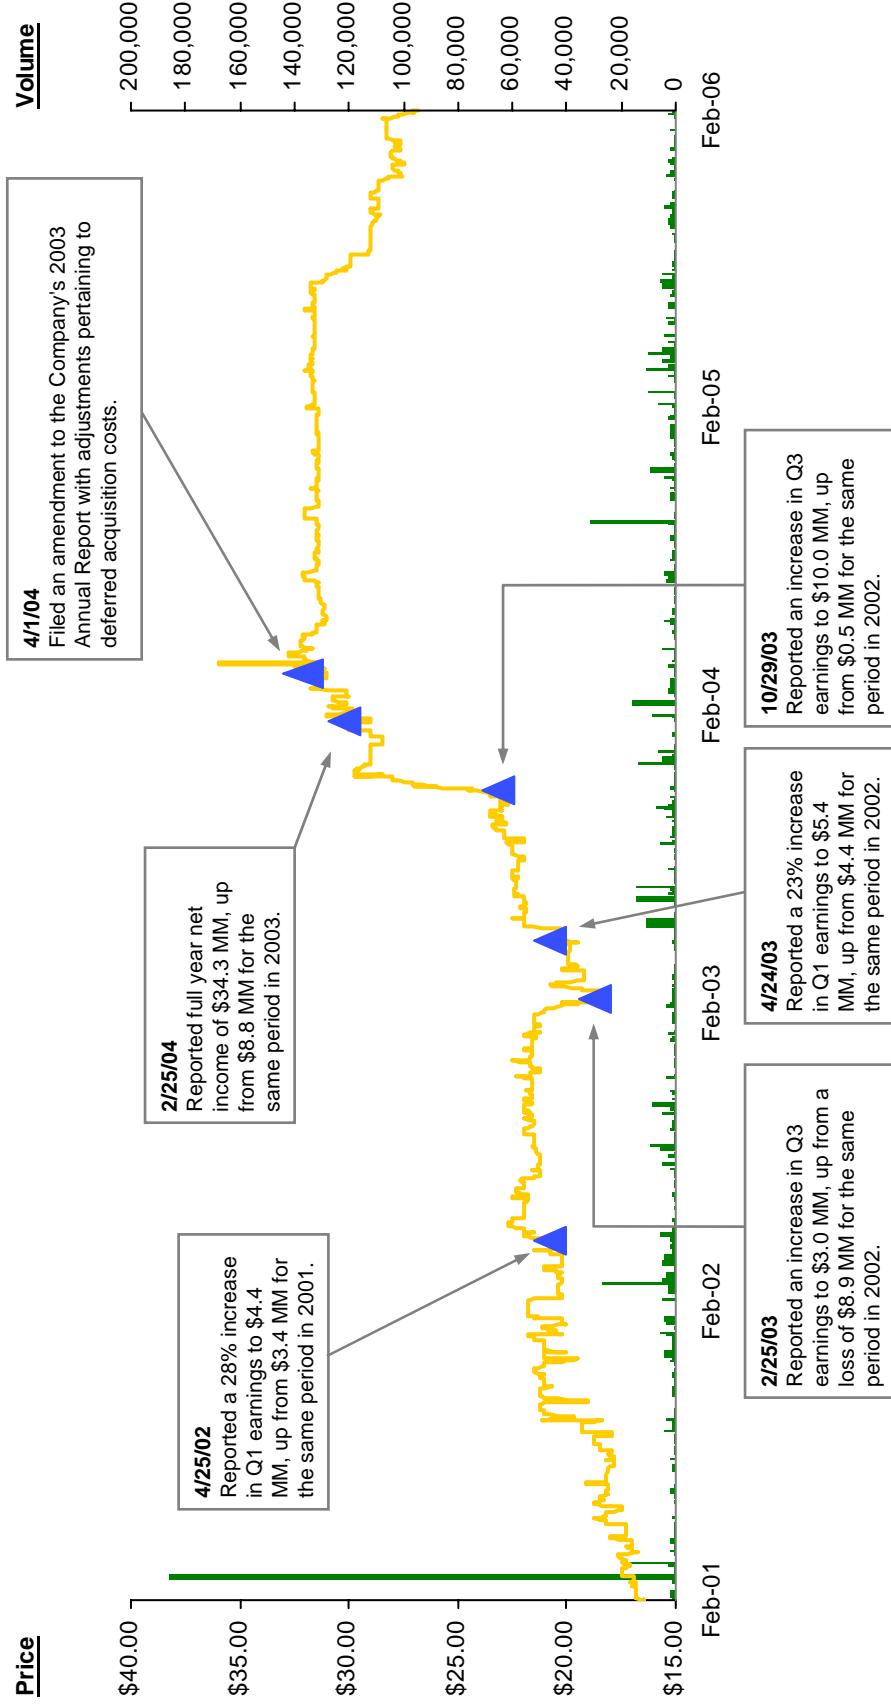 Price
Volume
$40.00
$35.00
$30.00
$25.00
$20.00
$15.00
200,000
180,000
160,000
140,000
120,000
100,000
80,000
60,000
40,000
20,000
0
Feb-01
Feb-02
Feb-03
Feb-04
Feb-05
Feb-06
4/25/02
Reported a 28% increase
in Q1 earnings to $4.4
MM, up from $3.4 MM for
the same period in 2001.
2/25/04
Reported full year net
income of $34.3 MM, up
from $8.8 MM for the
same period in 2003.
4/1/04
Filed an amendment to the Company's 2003
Annual Report with adjustments pertaining to
deferred acquisition costs.
2/25/03
Reported an increase in Q3
earnings to $3.0 MM, up from a
loss of $8.9 MM for the same
period in 2002.
4/24/03
Reported a 23% increase
in Q1 earnings to $5.4
MM, up from $4.4 MM for
the same period in 2002.
10/29/03
Reported an increase in Q3
earnings to $10.0 MM, up
from $0.5 MM for the same
period in 2002.